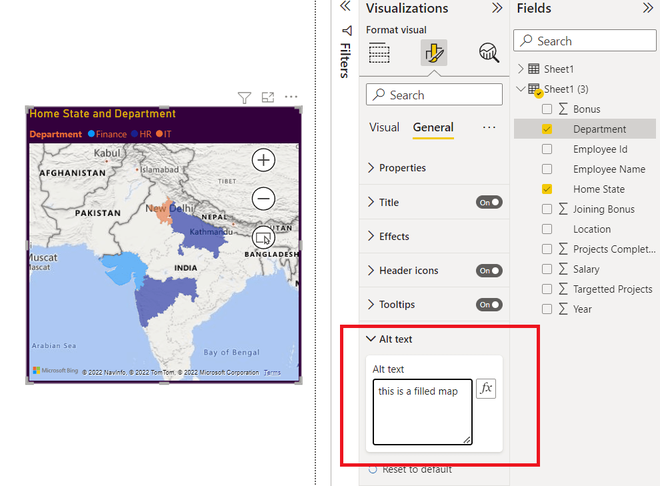 Home State and Department
Department Finance HR IT
Kabul
Islamabad
AFGHANISTAN
TIBET
New Delhi
PAKISTAN
NEPAL
Kathmandu
UTAN
Muscat
Mascat
INDIA
BANGLADESH
Arabian Sea
Bay of Bengal
Microsoft Bing © 2022 NavInfo, © 2022 TomTom, © 2022 Microsoft Corporation Terms
Filters
Visualizations
Format visual
Search
Visual General
Properties
Title On
Effects
Header icons On
Tooltips On
Alt text
Alt text
this is a filled map
fx
Reset to default
Fields
Search
Sheet1
Sheet1 (3)
Bonus
Department
Employee Id
Employee Name
Home State
Joining Bonus
Location
Projects Complet...
Salary
Targetted Projects
Year